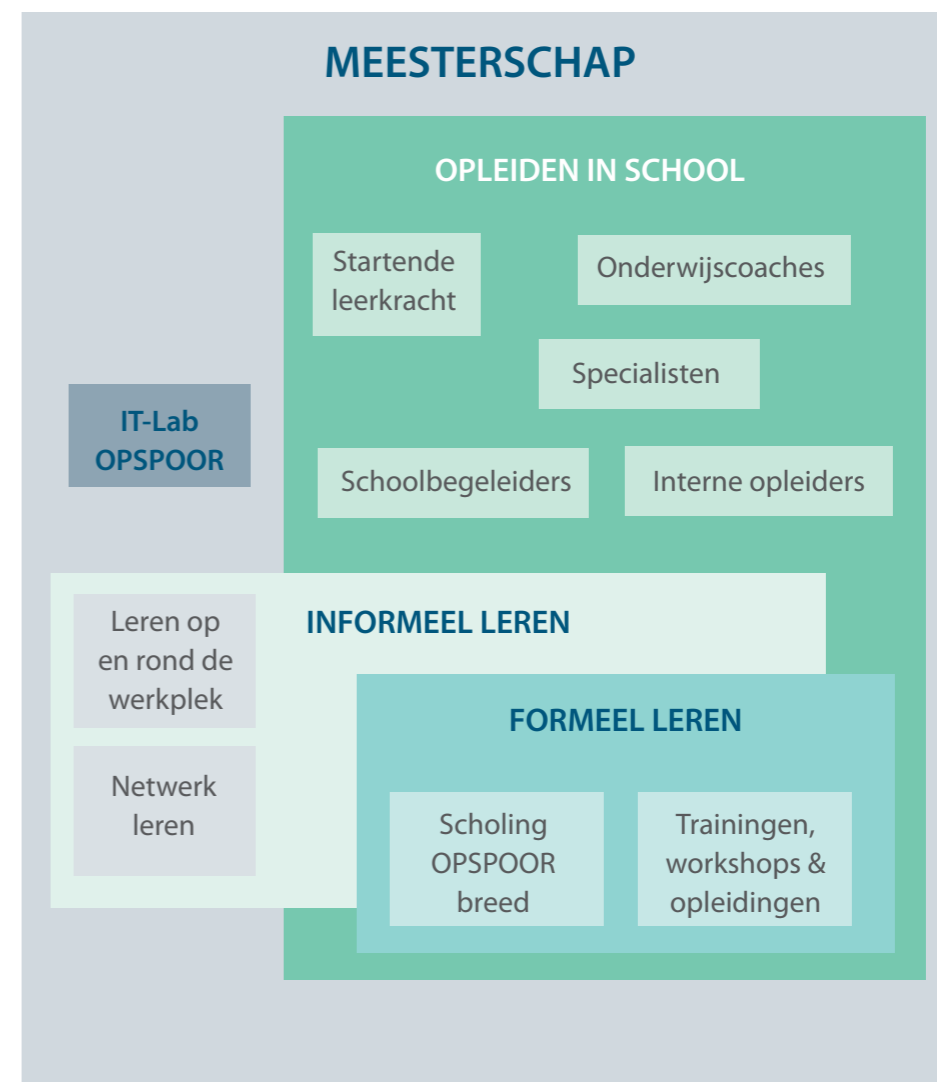 MEESTERSCHAP
OPLEIDEN IN SCHOOL
Startende
leerkracht
Onderwijscoaches
Specialisten
IT-Lab
OPSPOOR
Schoolbegeleiders
Interne opleiders
Leren op
en rond de
werkplek
INFORMEEL LEREN
Netwerk
leren
FORMEEL LEREN
Scholing
OPSPOOR
breed
Trainingen,
workshops &
opleidingen